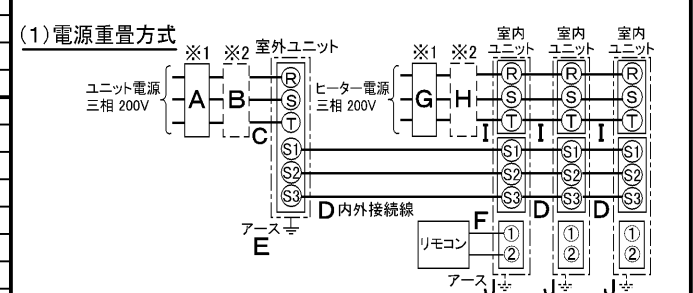 (1)電源重畳方式
※1 ※2 室外ユニット
※1 ※2
室内
ユニット
室内
ユニット
室内
ユニット
ユニット電源
三相 200V
A B
R
S
T
C
ヒーター電源
三相 200V
G H
R
S
T
I
R
S
T
I
R
S
T
I
S1
S2
S3
D 内外接続線
S1
S2
S3
D
S1
S2
S3
D
S1
S2
S3
アース
E
リモコン
F
①
②
①
②
①
②
アース J
J
J